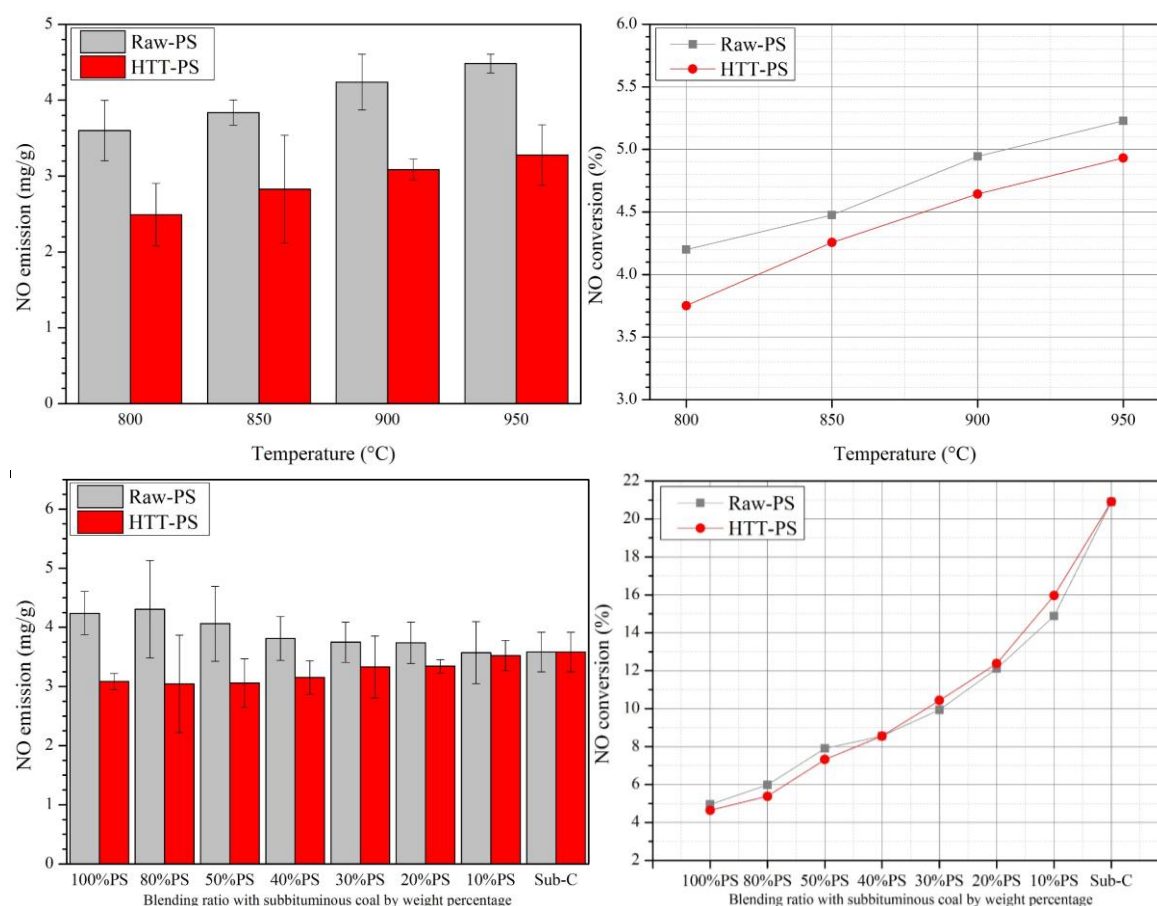 5
4
3
2
1
0
NO emission (mg/g)
Raw-PS
HTT-PS
800
850
900
950
Temperature (°C)
6.0
5.5
5.0
4.5
4.0
3.5
3.0
NO conversion (%)
Raw-PS
HTT-PS
800
850
900
950
Temperature (°C)
6
5
4
3
2
1
0
NO emission (mg/g)
Raw-PS
HTT-PS
100%PS 80%PS 50%PS 40%PS 30%PS 20%PS 10%PS Sub-C
Blending ratio with subbituminous coal by weight percentage
22
20
18
16
14
12
10
8
6
4
2
NO conversion (%)
Raw-PS
HTT-PS
100%PS 80%PS 50%PS 40%PS 30%PS 20%PS 10%PS Sub-C
Blending ratio with subbituminous coal by weight percentage